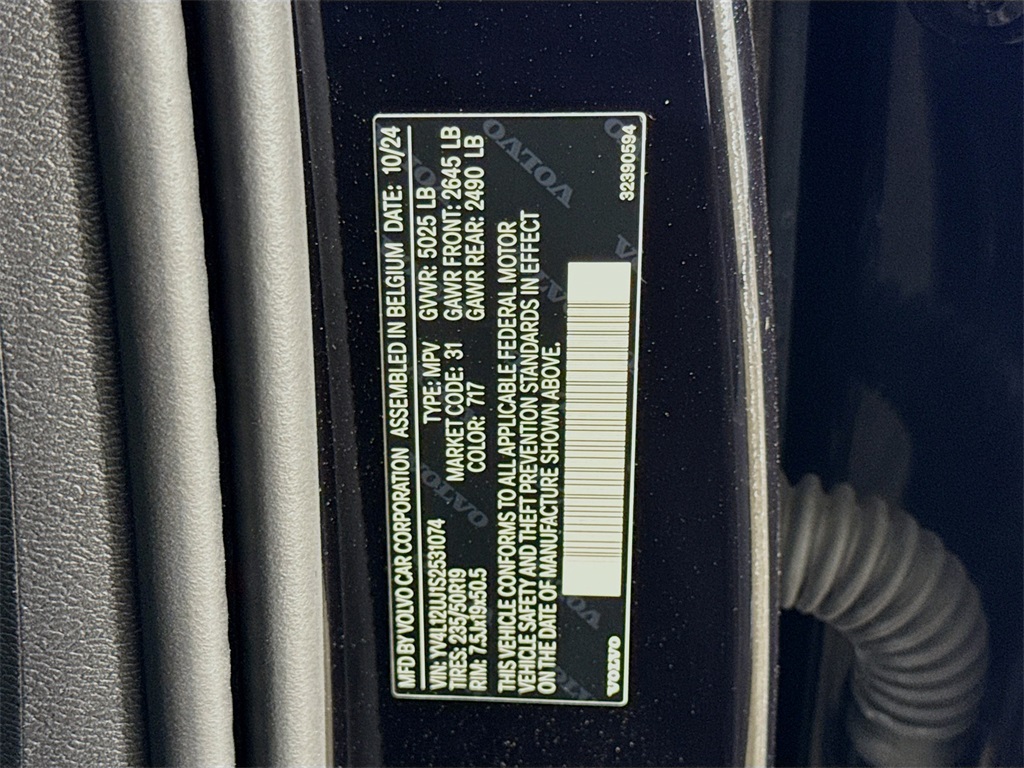 MFD BY VOLVO CAR CORPORATION ASSEMBLED IN BELGIUM DATE: 10/24
VIN: YV4L12UU1S2531074 TYPE: MPV GVWR: 5025 LB
TIRES: 235/50R19 MARKET CODE: 31 GAWR FRONT: 2645 LB
RIM: 7.5Jx19x50.5 COLOR: 717 GAWR REAR: 2490 LB
THIS VEHICLE CONFORMS TO ALL APPLICABLE FEDERAL MOTOR
VEHICLE SAFETY AND THEFT PREVENTION STANDARDS IN EFFECT
ON THE DATE OF MANUFACTURE SHOWN ABOVE.
VOLVO 32390594